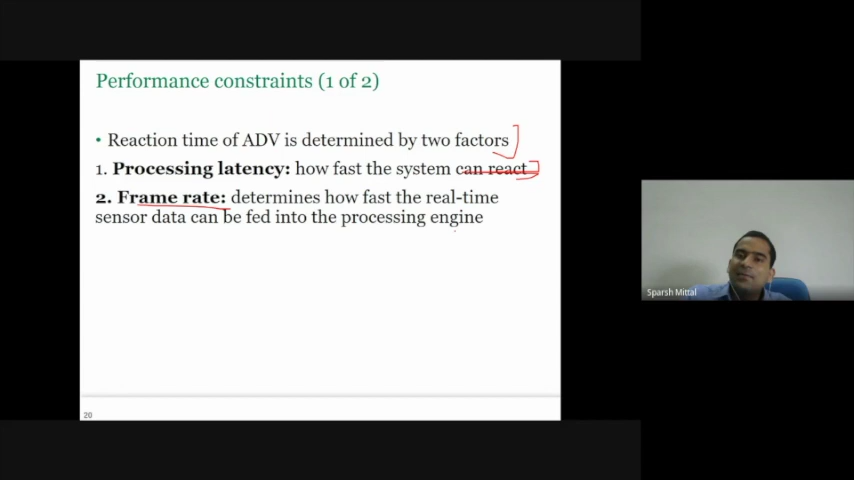 Performance constraints (1 of 2)
• Reaction time of ADV is determined by two factors
1. Processing latency: how fast the system can react
2. Frame rate: determines how fast the real-time
sensor data can be fed into the processing engine
20
Sparsh Mittal